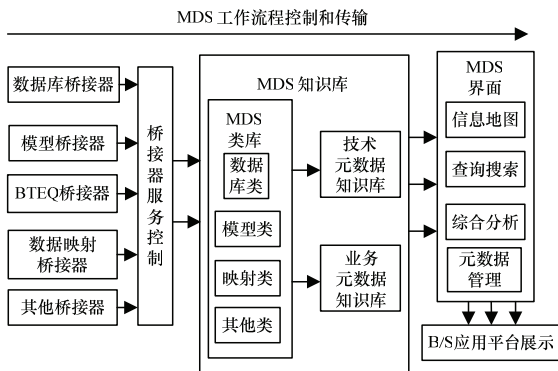 MDS 工作流程控制和传输
数据库桥接器
模型桥接器
BTEQ桥接器
数据映射
桥接器
其他桥接器
桥接器服务控制
MDS 知识库
MDS
类库
数据
库类
模型类
映射类
其他类
技术
元数据
知识库
业务
元数据
知识库
MDS
界面
信息地图
查询搜索
综合分析
元数据
管理
B/S应用平台展示